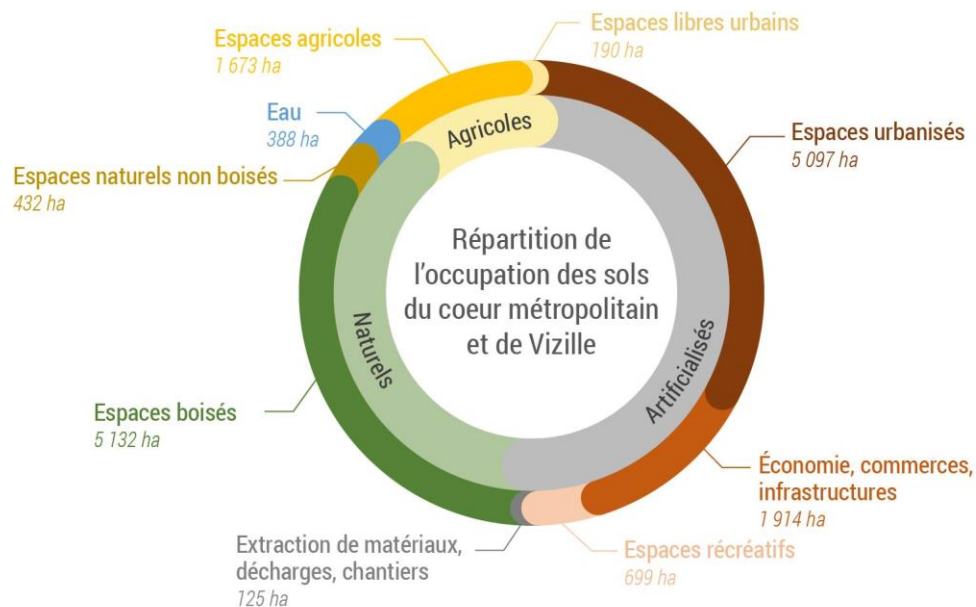 Espaces libres urbains
190 ha
Espaces agricoles
1 673 ha
Eau
388 ha
Agricoles
Espaces urbanisés
5 097 ha
Espaces naturels non boisés
432 ha
Répartition de
l'occupation des sols
du coeur métropolitain
et de Vizille
Naturels
Artificialisés
Espaces boisés
5 132 ha
Économie, commerces,
infrastructures
1 914 ha
Extraction de matériaux,
décharges, chantiers
125 ha
Espaces récréatifs
699 ha